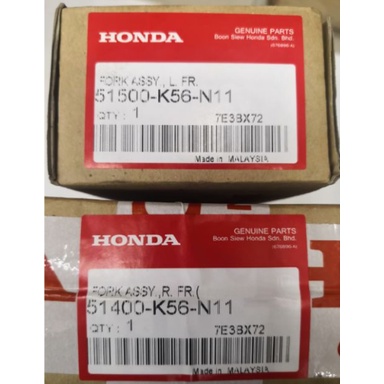 HONDA
GENUINE PARTS
Boon Siew Honda Sdn. Bhd.
FORK ASSY., L. FR.
51500-K56-N11
QTY : 1
7E3BX72
Made in MALAYSIA
HONDA
GENUINE PARTS
Boon Siew Honda Sdn. Bhd.
FORK ASSY.,R. FR.(
51400-K56-N11
QTY : 1
7E3BX72
Made in MALAYSIA